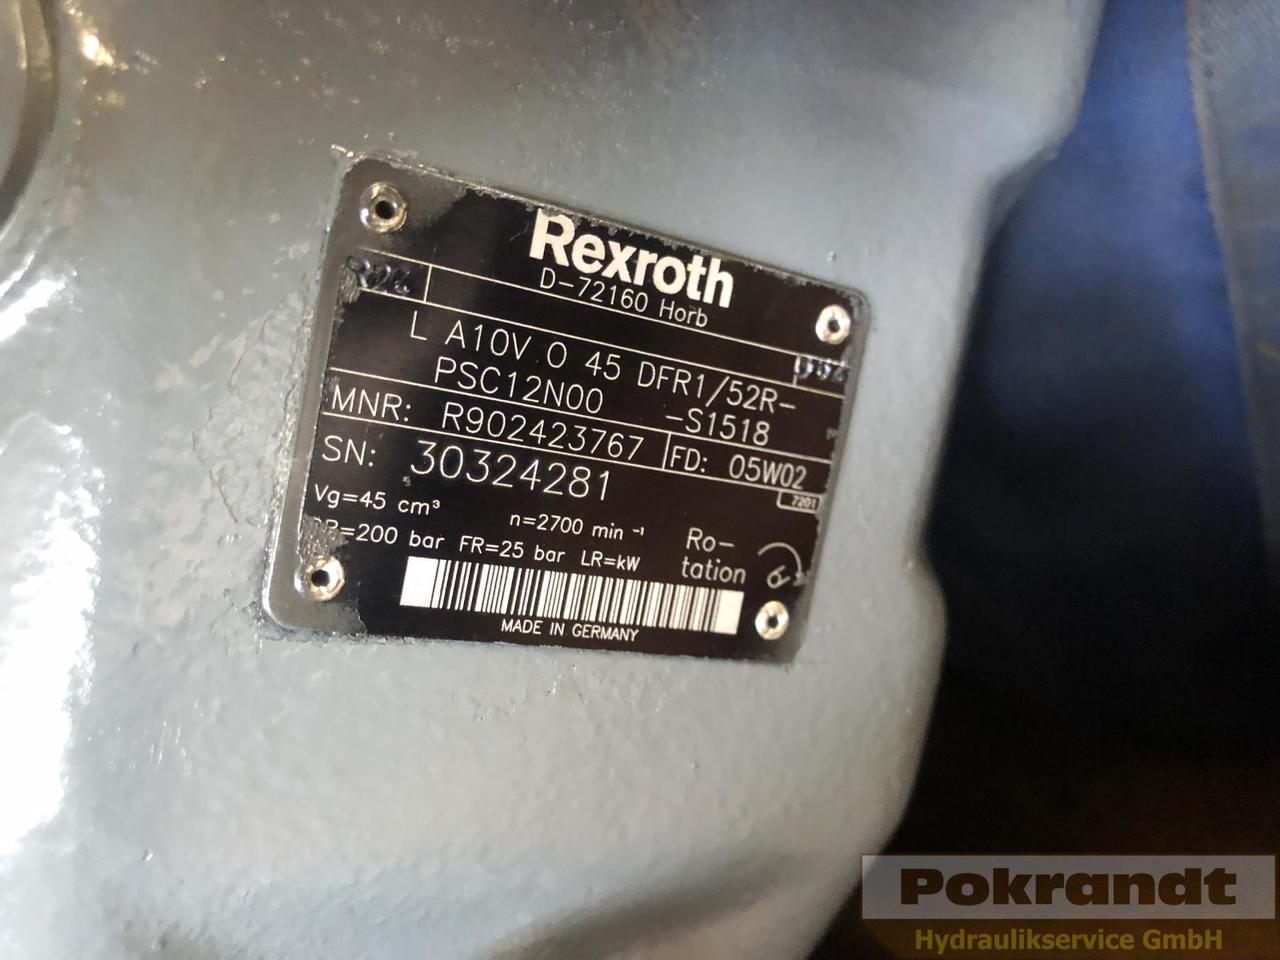 Rexroth
D-72160 Horb
L A10V O 45 DFR1/52R-
PSC12N00 -S1518
MNR: R902423767 FD: 05W02
SN: 30324281 7201
Vg=45 cm³ n=2700 min⁻¹ Ro-
=200 bar FR=25 bar LR=kW tation
MADE IN GERMANY
Pokrandt
Hydraulikservice GmbH